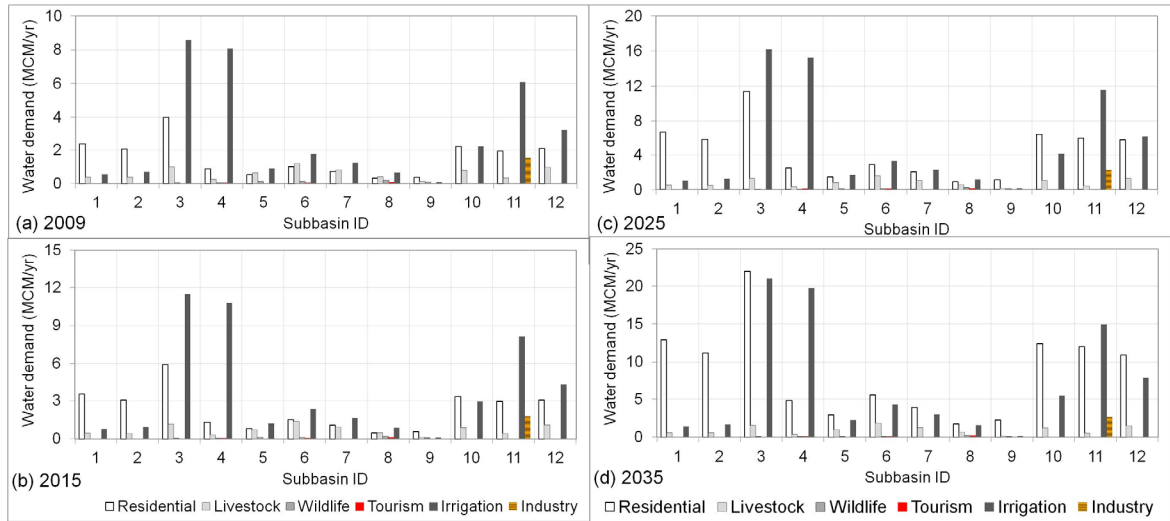 Water demand (MCM/yr)
10
8
6
4
2
0
1 2 3 4 5 6 7 8 9 10 11 12
(a) 2009
Subbasin ID
Water demand (MCM/yr)
15
12
9
6
3
0
1 2 3 4 5 6 7 8 9 10 11 12
(b) 2015
Subbasin ID
Residential Livestock Wildlife Tourism Irrigation Industry
Water demand (MCM/yr)
20
16
12
8
4
0
1 2 3 4 5 6 7 8 9 10 11 12
(c) 2025
Subbasin ID
Water demand (MCM/yr)
25
20
15
10
5
0
1 2 3 4 5 6 7 8 9 10 11 12
(d) 2035
Subbasin ID
Residential Livestock Wildlife Tourism Irrigation Industry